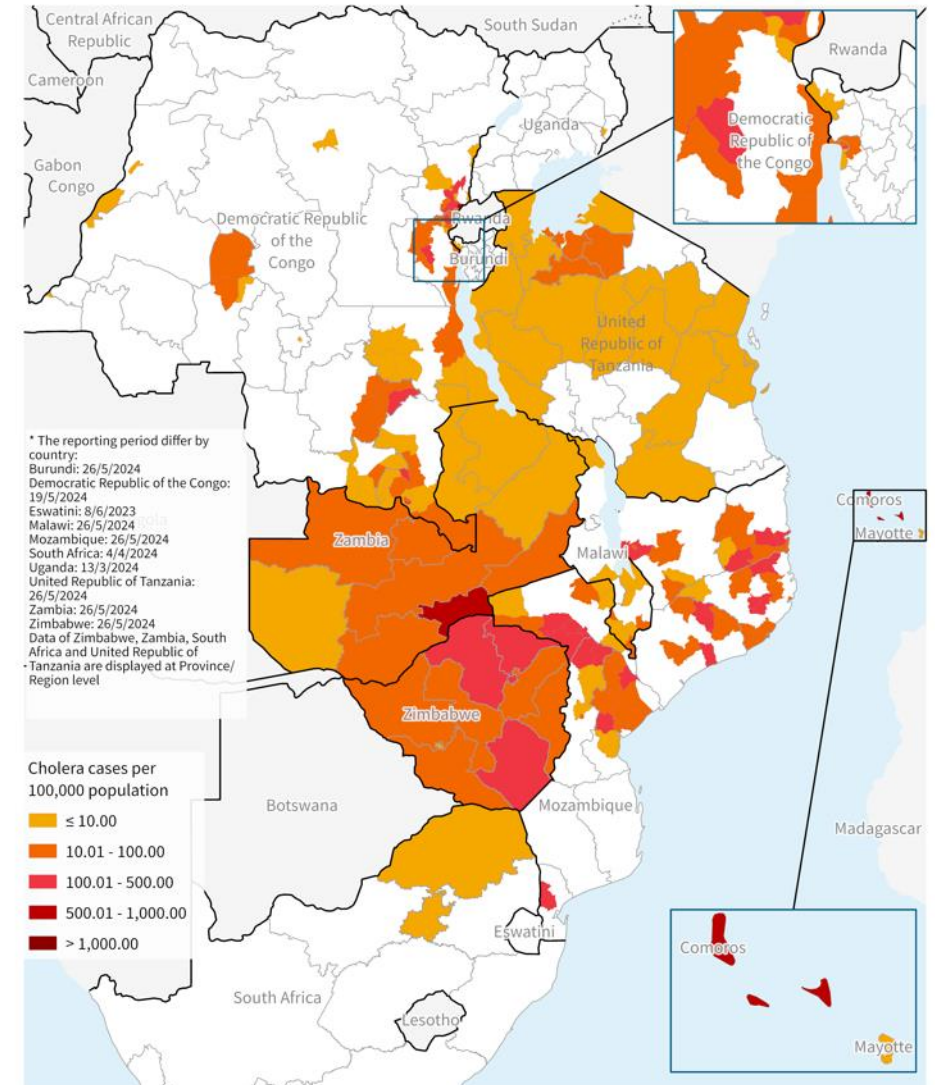 Central African
Republic
South Sudan
Cameroon
Rwanda
Uganda
Democratic
Republic of
the Congo
Gabon
Congo
Democratic Republic
of the
Congo
Rwanda
Burundi
United
Republic of
Tanzania
* The reporting period differ by
country:
Burundi: 26/5/2024
Democratic Republic of the Congo:
19/5/2024
Eswatini: 8/6/2023
Malawi: 26/5/2024
Mozambique: 26/5/2024
South Africa: 4/4/2024
Uganda: 13/3/2024
United Republic of Tanzania:
26/5/2024
Zambia: 26/5/2024
Zimbabwe: 26/5/2024
Data of Zimbabwe, Zambia, South
Africa and United Republic of
Tanzania are displayed at Province/
Region level
Comoros
Mayotte
Zambia
Malawi
Zimbabwe
Cholera cases per
100,000 population
≤ 10.00
10.01 - 100.00
100.01 - 500.00
500.01 - 1,000.00
> 1,000.00
Botswana
Mozambique
Madagascar
Eswatini
Comoros
South Africa
Lesotho
Mayotte